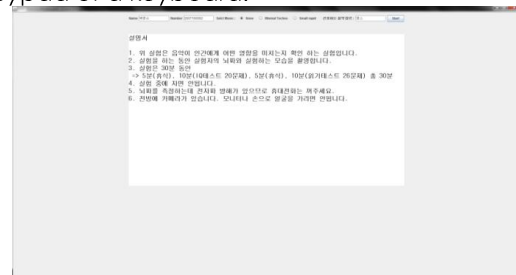 keypad of a keyboard.
설명서
1. 위 실험은 음악이 인간에게 어떤 영향을 미치는지 확인 하는 실험입니다.
2. 실험을 하는 동안 실험자의 뇌파와 실험하는 모습을 촬영합니다.
3. 실험은 30분 동안
-> 5분(휴식), 10분(IQ테스트 20문제), 5분(휴식), 10분(읽기테스트 26문제) 총 30분
4. 실험 중에 자면 안됩니다.
5. 뇌파를 측정하는데 전자파 방해가 있으므로 휴대전화는 꺼주세요.
6. 전방에 카메라가 있습니다. 모니터나 손으로 얼굴을 가리면 안됩니다.